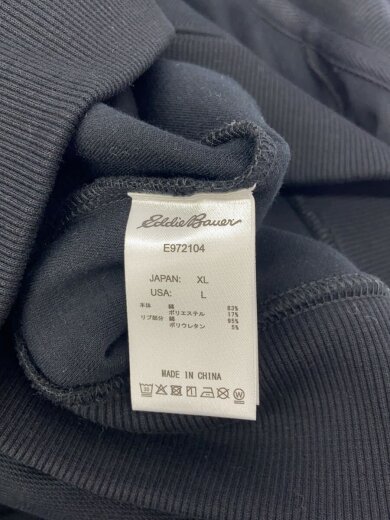 Eddie Bauer
E972104
JAPAN: XL
USA: L
本体 綿 83%
ポリエステル 17%
リブ部分 綿 95%
ポリウレタン 5%
MADE IN CHINA